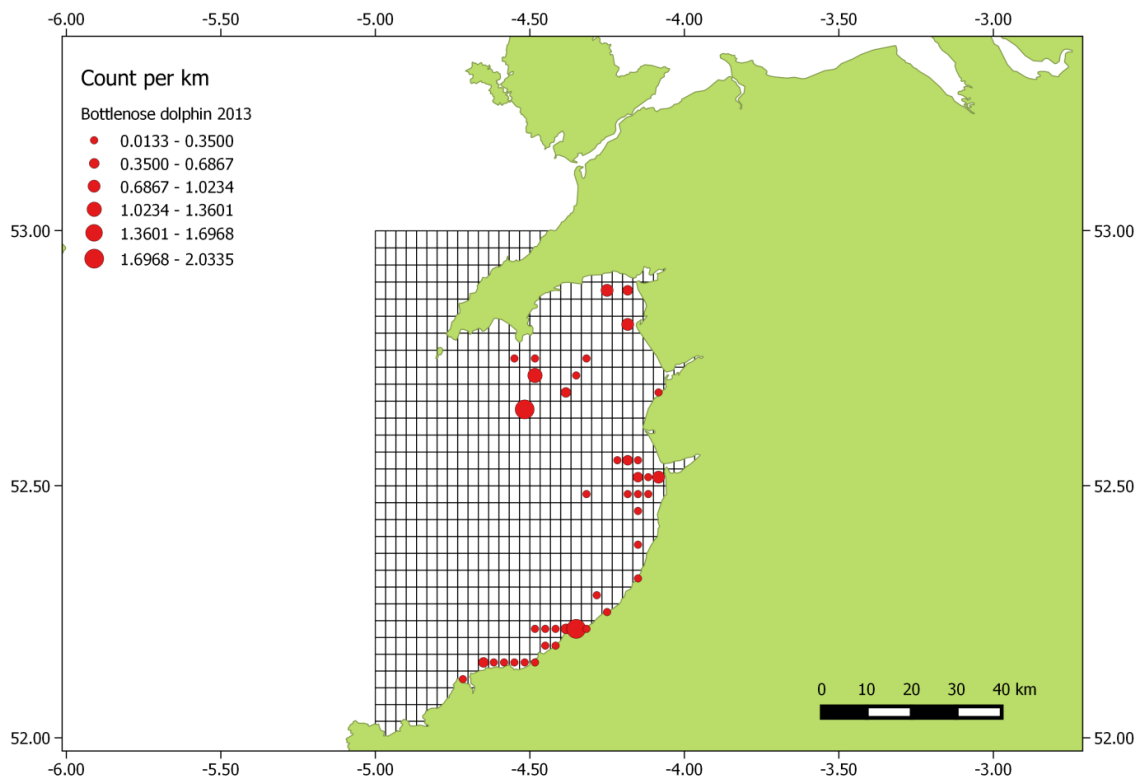 -6.00 -5.00 -5.00 -4.50 -4.00 -3.50 -3.00
Count per km
Bottlenose dolphin 2013
0.0133 - 0.3500
0.3500 - 0.6867
0.6867 - 1.0234
1.0234 - 1.3601
1.3601 - 1.6968
1.6968 - 2.0335
53.00 53.00
52.50 52.50
0 10 20 30 40 km
52.00 52.00
-6.00 -5.50 -5.00 -4.50 -4.00 -3.50 -3.00